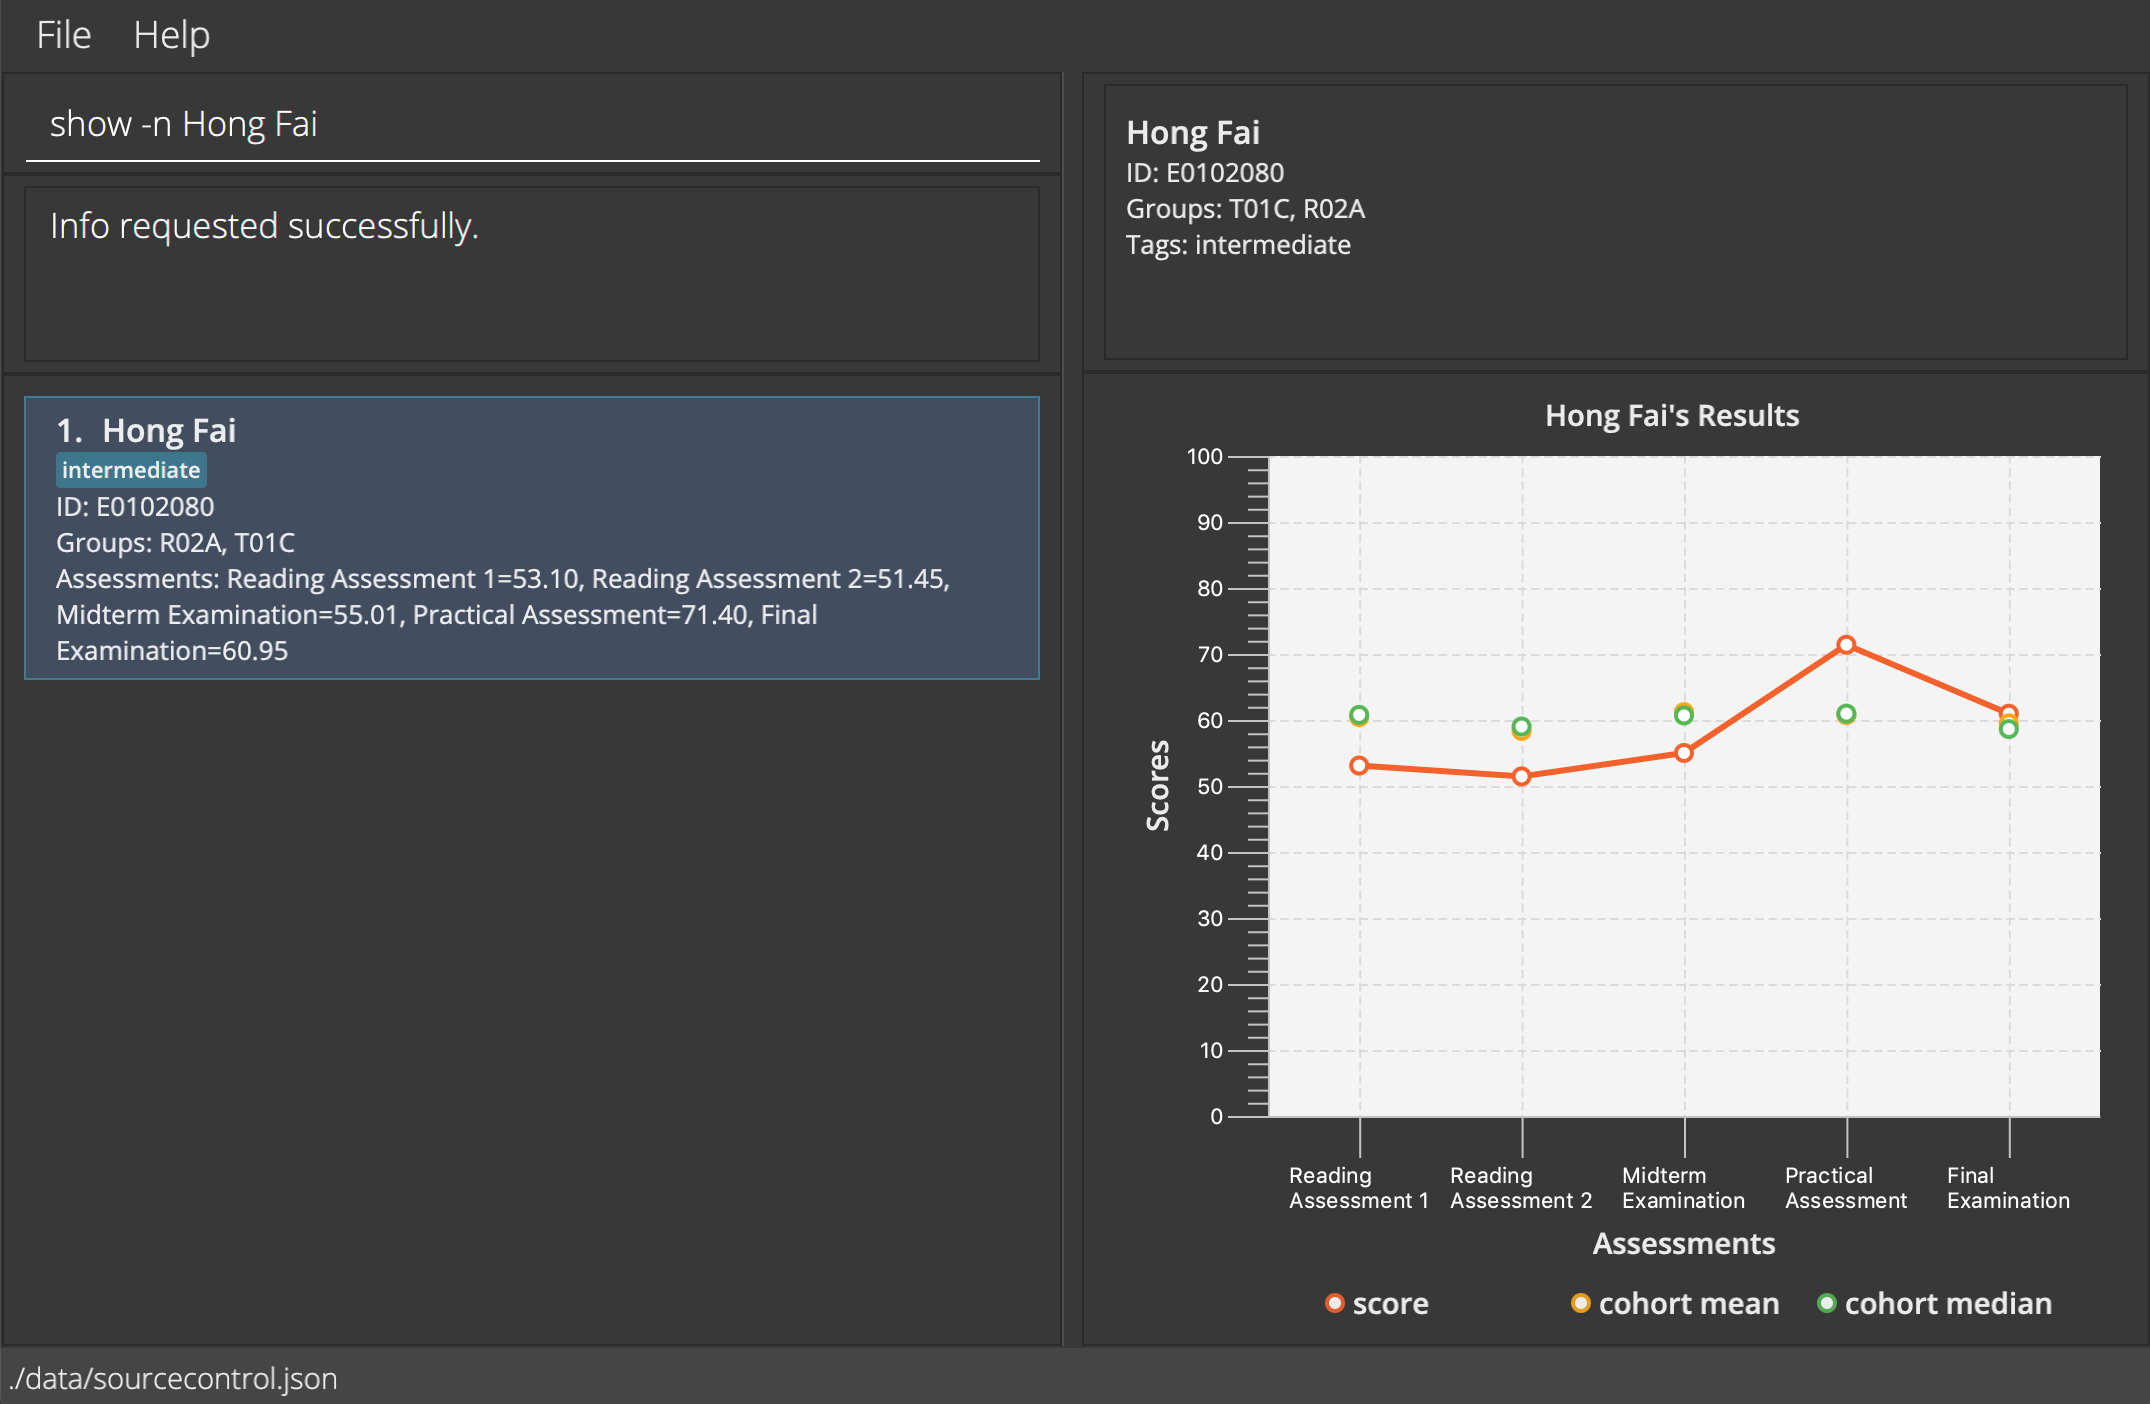 File Help
show -n Hong Fai
Info requested successfully.
1. Hong Fai
intermediate
ID: E0102080
Groups: R02A, T01C
Assessments: Reading Assessment 1=53.10, Reading Assessment 2=51.45,
Midterm Examination=55.01, Practical Assessment=71.40, Final
Examination=60.95
Hong Fai
ID: E0102080
Groups: T01C, R02A
Tags: intermediate
Hong Fai's Results
100
90
80
70
60
50
40
30
20
10
0
Scores
Reading Assessment 1
Reading Assessment 2
Midterm Examination
Practical Assessment
Final Examination
Assessments
score cohort mean cohort median
./data/sourcecontrol.json